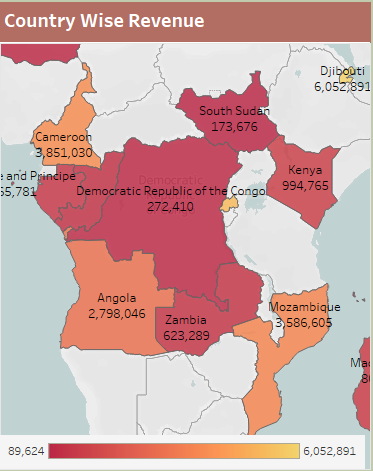 Country Wise Revenue
Djibouti
6,052,891
South Sudan
173,676
Cameroon
3,851,030
e and Principe
Democratic
Kenya
994,765
Democratic Republic of the Congo
272,410
Angola
2,798,046
Mozambique
3,586,605
Zambia
623,289
89,624
6,052,891